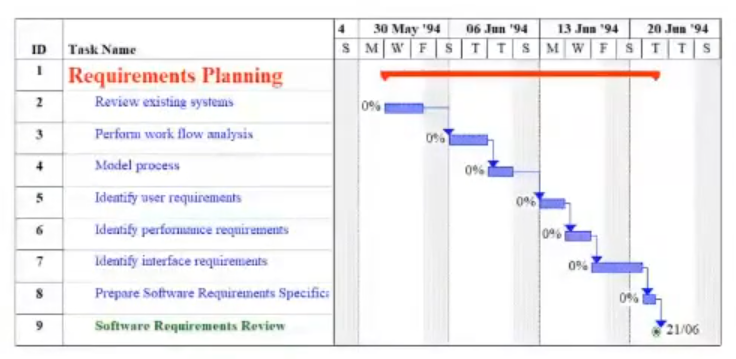 4 30 May '94 06 Jun '94 13 Jun '94 20 Jun '94
ID Task Name S M W F S T T S M W F S T T S
1 Requirements Planning
2 Review existing systems 0%
3 Perform work flow analysis 0%
4 Model process 0%
5 Identify user requirements 0%
6 Identify performance requirements 0%
7 Identify interface requirements 0%
8 Prepare Software Requirements Specifica 0%
9 Software Requirements Review 21/06